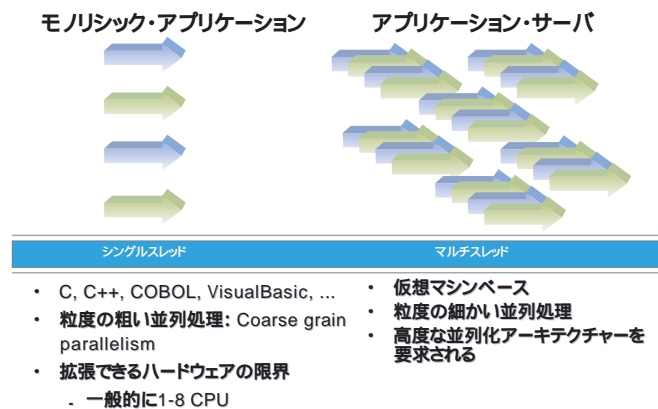 モノリシック・アプリケーション
アプリケーション・サーバ
シングルスレッド
マルチスレッド
・ C, C++, COBOL, VisualBasic, ...
・ 粒度の粗い並列処理: Coarse grain
parallelism
・ 拡張できるハードウェアの限界
- 一般的に1-8 CPU
・ 仮想マシンベース
・ 粒度の細かい並列処理
・ 高度な並列化アーキテクチャーを
要求される